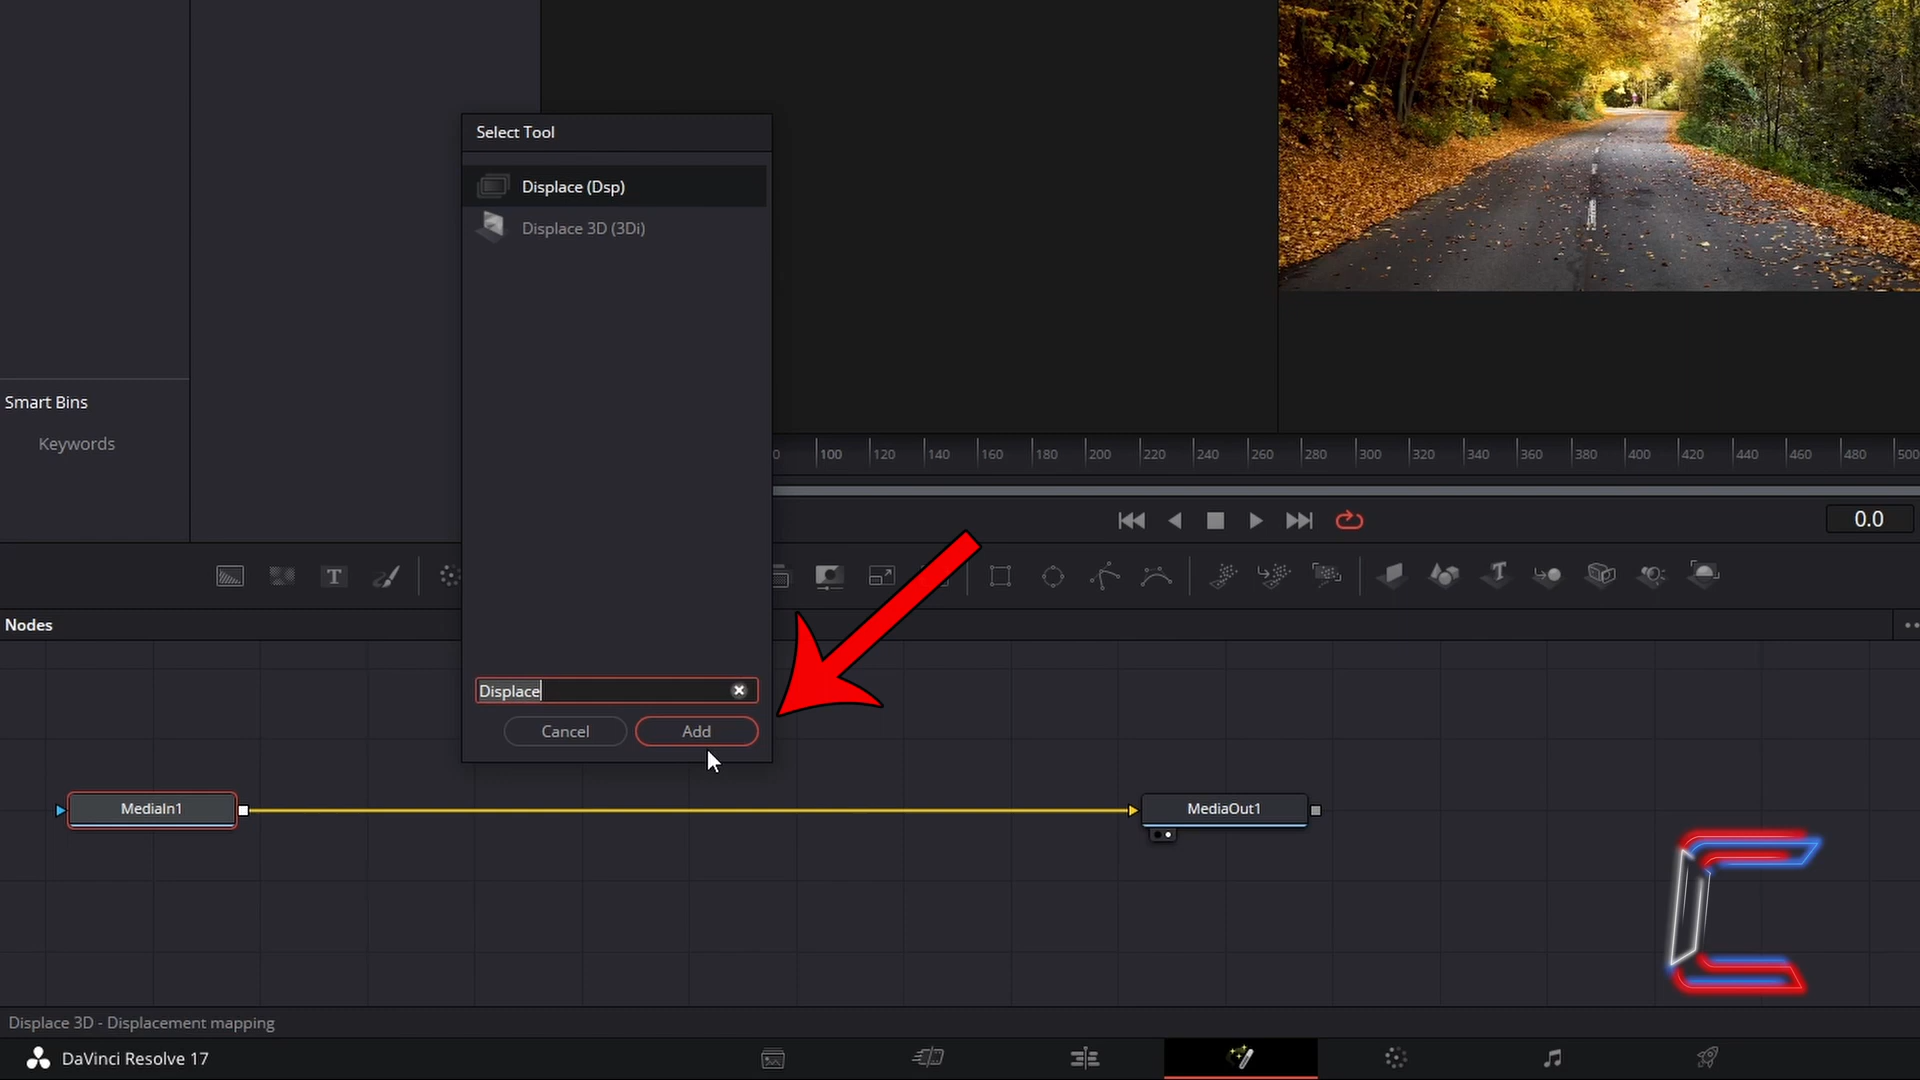 Select Tool
Displace (Dsp)
Displace 3D (3Di)
Smart Bins
Keywords
0 100 120 140 160 180 200 220 240 260 280 300 320 340 360 380 400 420 440 460 480 500
0.0
T T
Nodes
Displace
Cancel Add
MediaIn1 MediaOut1
Displace 3D - Displacement mapping
DaVinci Resolve 17